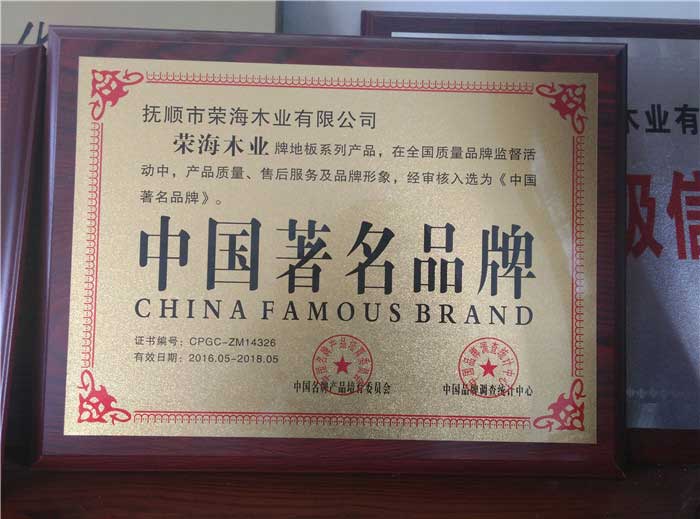 抚顺市荣海木业有限公司
荣海木业 牌地板系列产品，在全国质量品牌监督活
动中，产品质量、售后服务及品牌形象，经审核入选为《中国
著名品牌》。
中国著名品牌
CHINA FAMOUS BRAND
证书编号：CPGC-ZM14326
有效日期：2016.05-2018.05
中国名牌产品培育委员会
中国品牌调查统计中心
木业有
级信